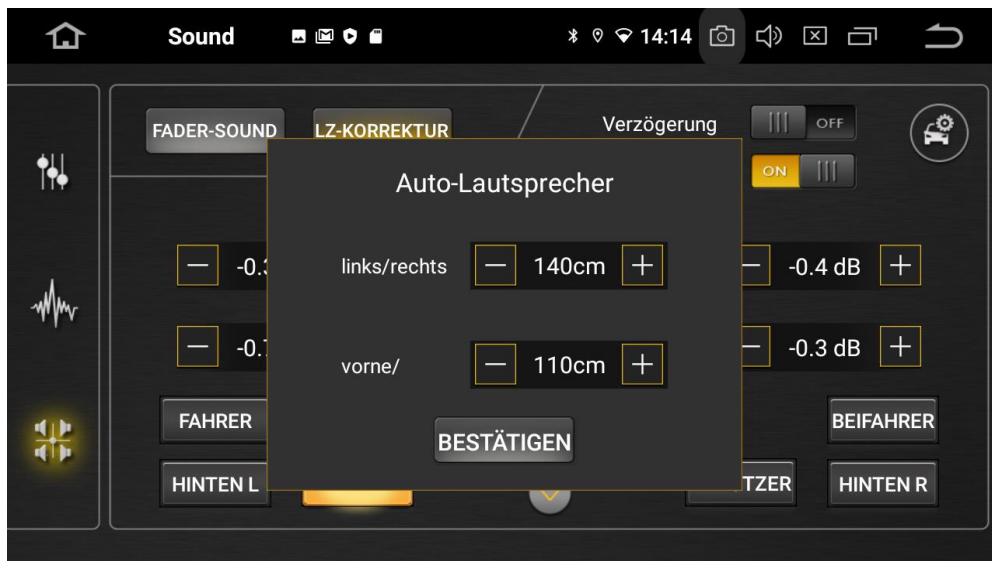 Sound
14:14
FADER-SOUND
LZ-KORREKTUR
Verzögerung
OFF
ON
Auto-Lautsprecher
links/rechts
140cm
-0.4 dB
vorne/
110cm
-0.3 dB
FAHRER
BEIFAHRER
BESTÄTIGEN
HINTEN L
TZER
HINTEN R